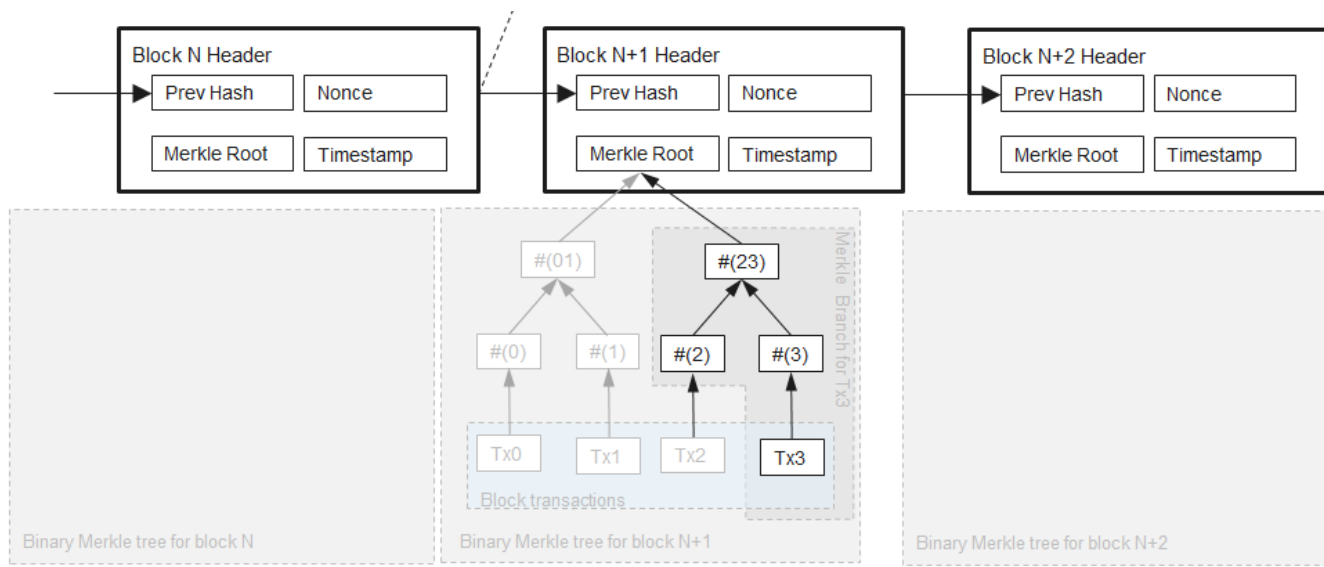 Block N Header
Prev Hash
Nonce
Merkle Root
Timestamp
Block N+1 Header
Prev Hash
Nonce
Merkle Root
Timestamp
Block N+2 Header
Prev Hash
Nonce
Merkle Root
Timestamp
#(01)
#(23)
#(0)
#(1)
#(2)
#(3)
Merkle Branch for Tx3
Tx0
Tx1
Tx2
Tx3
Block transactions
Binary Merkle tree for block N
Binary Merkle tree for block N+1
Binary Merkle tree for block N+2